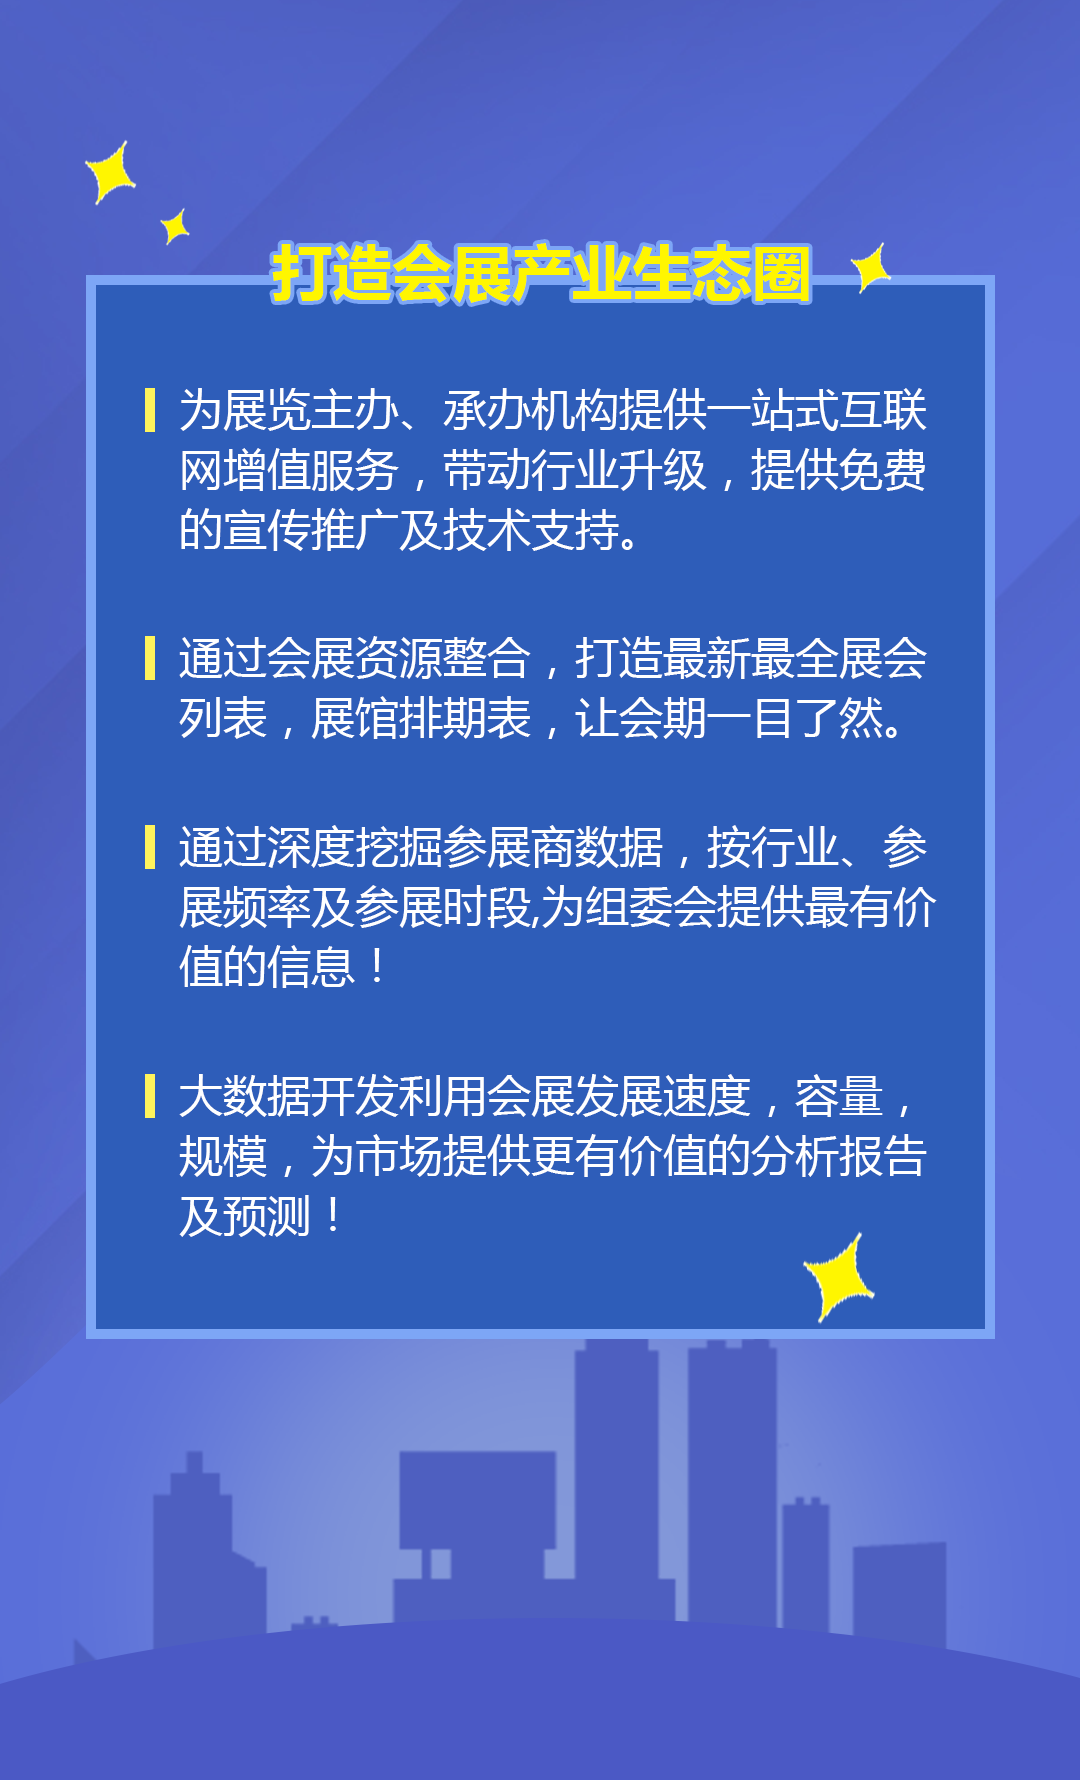 打造会展产业生态圈
为展览主办、承办机构提供一站式互联
网增值服务，带动行业升级，提供免费
的宣传推广及技术支持。
通过会展资源整合，打造最新最全展会
列表，展馆排期表，让会期一目了然。
通过深度挖掘参展商数据，按行业、参
展频率及参展时段,为组委会提供最有价
值的信息！
大数据开发利用会展发展速度，容量，
规模，为市场提供更有价值的分析报告
及预测！